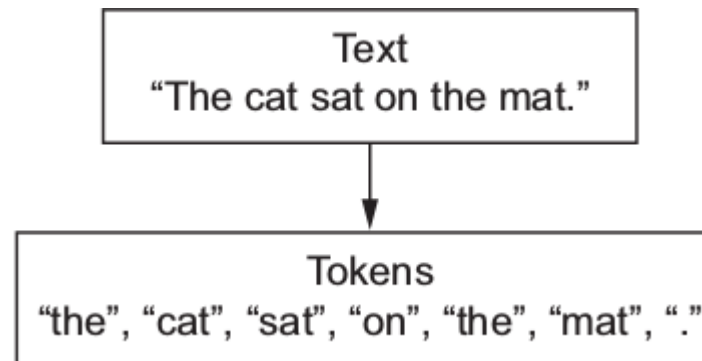 Text
“The cat sat on the mat.”
Tokens
“the”, “cat”, “sat”, “on”, “the”, “mat”, “.”